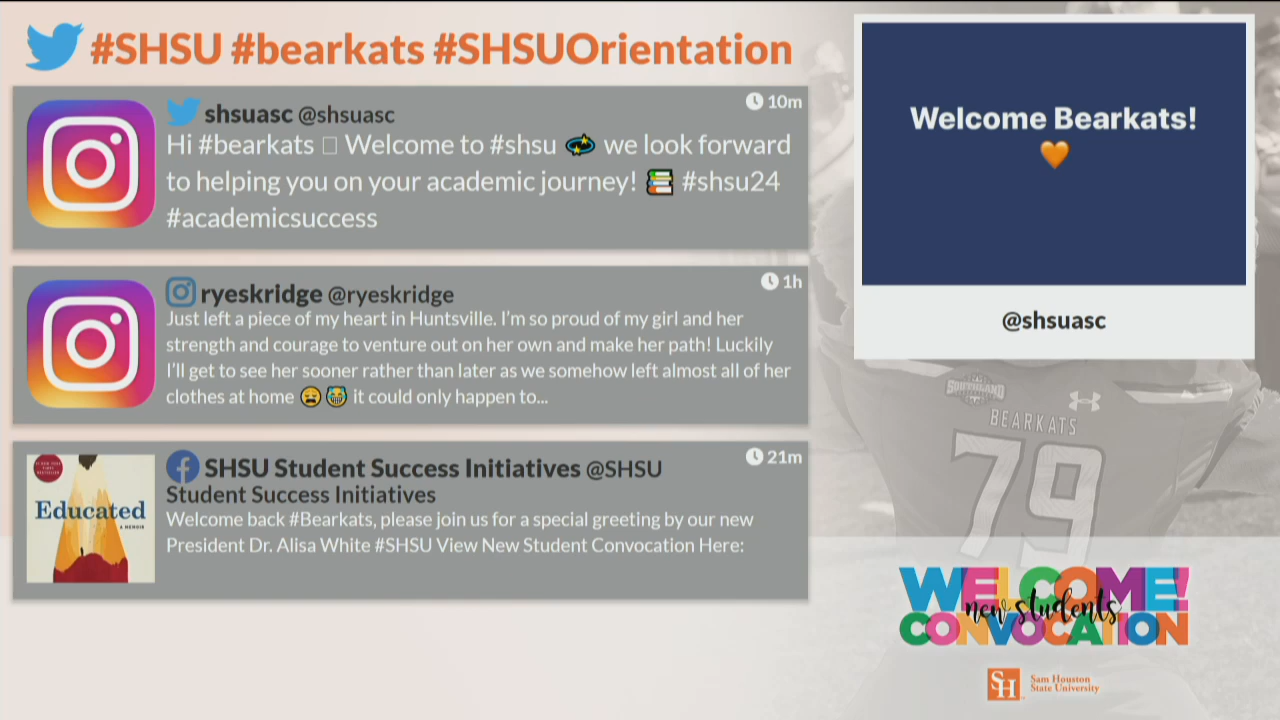 #SHSU #bearkats #SHSUOrientation
shsuasc @shsuasc
10m
Hi #bearkats □ Welcome to #shsu 💫 we look forward
to helping you on your academic journey! 📚 #shsu24
#academicsuccess
ryeskridge @ryeskridge
1h
Just left a piece of my heart in Huntsville. I'm so proud of my girl and her
strength and courage to venture out on her own and make her path! Luckily
I'll get to see her sooner rather than later as we somehow left almost all of her
clothes at home 😩😹 it could only happen to...
Educated
A MEMOIR
SHSU Student Success Initiatives @SHSU
21m
Student Success Initiatives
Welcome back #Bearkats, please join us for a special greeting by our new
President Dr. Alisa White #SHSU View New Student Convocation Here:
Welcome Bearkats!
🧡
@shsuasc
SOUTHLAND
BEARKATS
79
WELCOME!
new students
CONVOCATION
SH
Sam Houston
State University